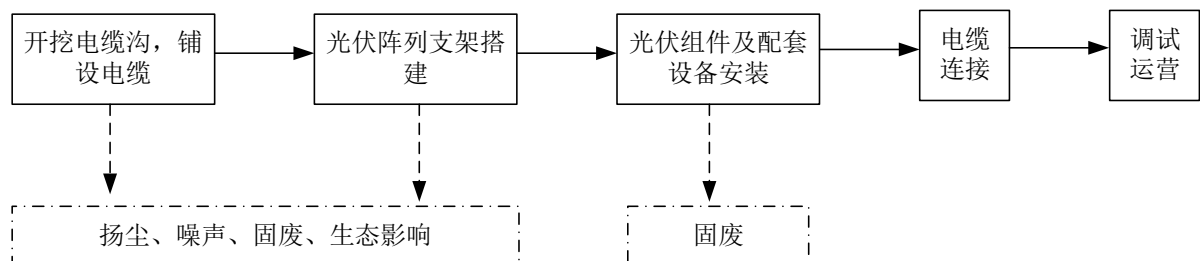 开挖电缆沟，铺
设电缆
光伏阵列支架搭
建
光伏组件及配套
设备安装
电缆
连接
调试
运营
扬尘、噪声、固废、生态影响
固废